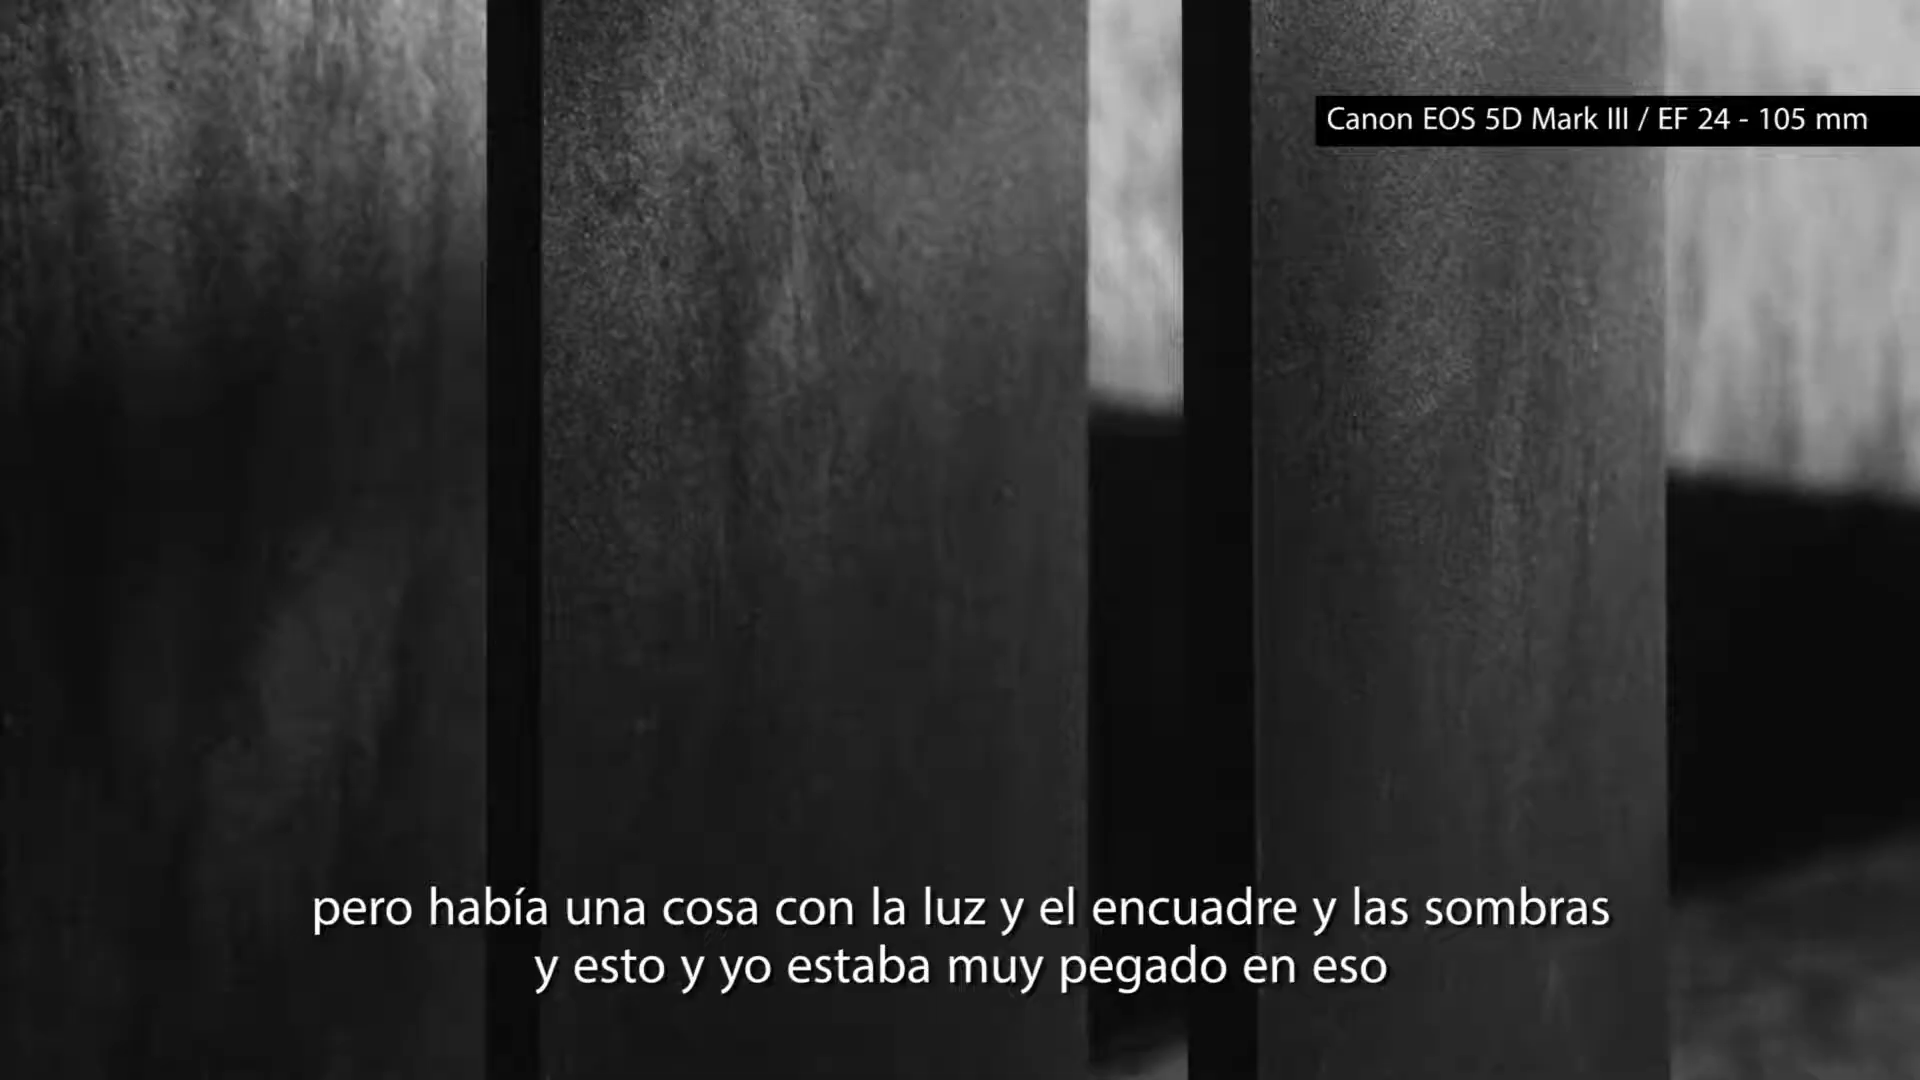 Canon EOS 5D Mark III / EF 24 - 105 mm
pero había una cosa con la luz y el encuadre y las sombras
y esto y yo estaba muy pegado en eso